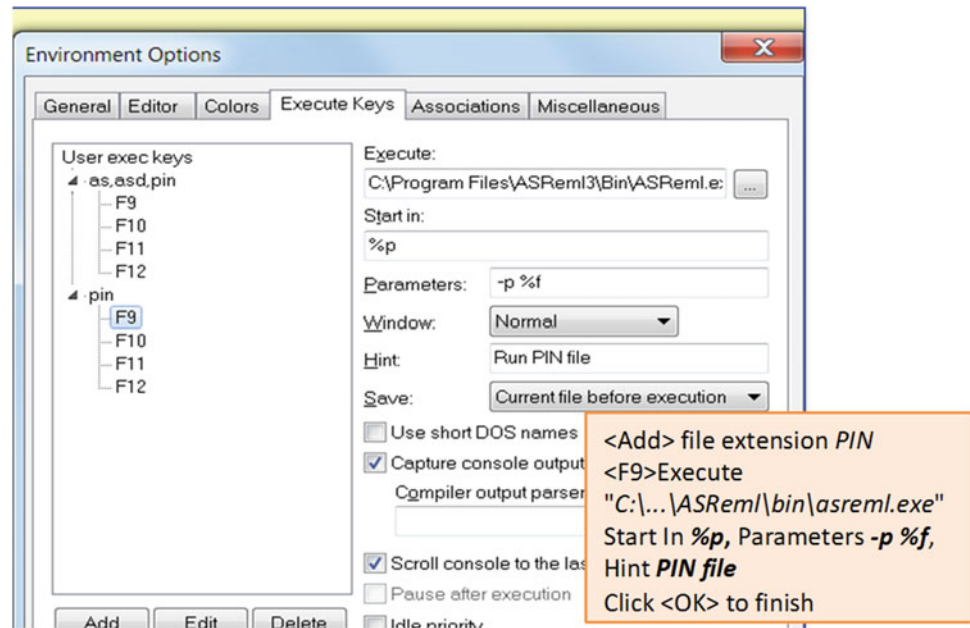 Environment Options
General Editor Colors Execute Keys Associations Miscellaneous
User exec keys
as,asd,pin
F9
F10
F11
F12
pin
F9
F10
F11
F12
Add Edit Delete
Execute:
C:\Program Files\ASReml3\Bin\ASReml.e: ...
Start in:
%p
Parameters: -p %f
Window: Normal
Hint: Run PIN file
Save: Current file before execution
Use short DOS names
Capture console output
Compiler output parser
Scroll console to the las
Pause after execution
Idle priority
<Add> file extension PIN
<F9>Execute
"C:\...\ASReml\bin\asreml.exe"
Start In %p, Parameters -p %f,
Hint PIN file
Click <OK> to finish